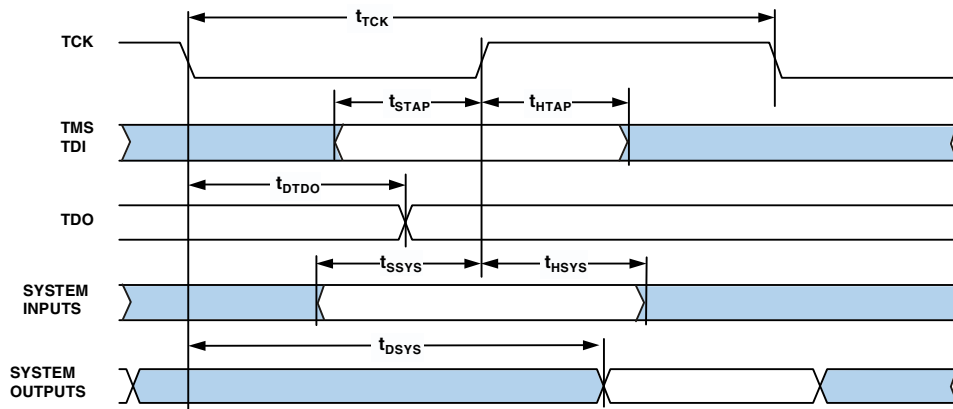 tTCK
TCK
tSTAP
tHTAP
TMS
TDI
tDTDO
TDO
tSSYS
tHSYS
SYSTEM
INPUTS
tDSYS
SYSTEM
OUTPUTS